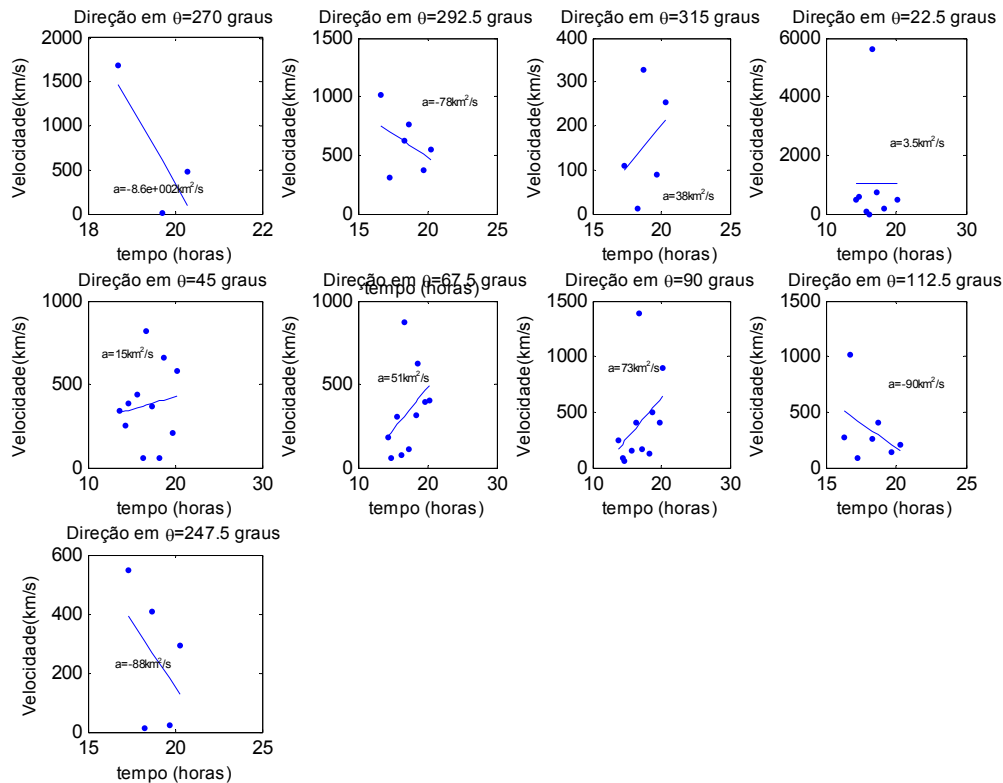 Direção em θ=270 graus
2000
1500
1000
500
0
Velocidade(km/s)
a=-8.6e+002km²/s
18
20
22
tempo (horas)
Direção em θ=292.5 graus
1500
1000
500
0
Velocidade(km/s)
a=-78km²/s
15
20
25
tempo (horas)
Direção em θ=315 graus
400
300
200
100
0
Velocidade(km/s)
a=38km²/s
15
20
25
tempo (horas)
Direção em θ=22.5 graus
6000
4000
2000
0
Velocidade(km/s)
a=3.5km²/s
10
20
30
tempo (horas)
Direção em θ=45 graus
1000
500
0
Velocidade(km/s)
a=15km²/s
10
20
30
tempo (horas)
Direção em θ=67.5 graus
1000
500
0
Velocidade(km/s)
a=51km²/s
10
20
30
tempo (horas)
Direção em θ=90 graus
1500
1000
500
0
Velocidade(km/s)
a=73km²/s
10
20
30
tempo (horas)
Direção em θ=112.5 graus
1500
1000
500
0
Velocidade(km/s)
a=-90km²/s
15
20
25
tempo (horas)
Direção em θ=247.5 graus
600
400
200
0
Velocidade(km/s)
a=-88km²/s
15
20
25
tempo (horas)